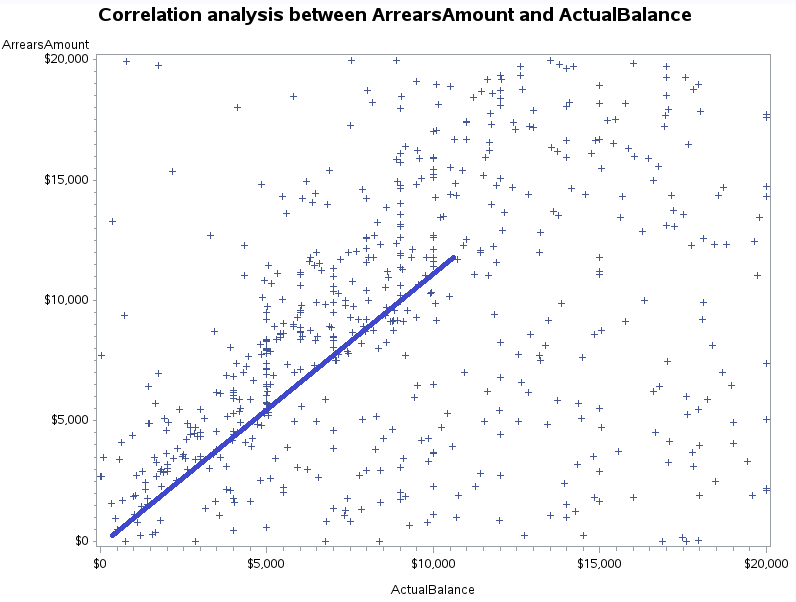 Correlation analysis between ArrearsAmount and ActualBalance
ArrearsAmount
$20,000
$15,000
$10,000
$5,000
$0
$0 $5,000 $10,000 $15,000 $20,000
ActualBalance